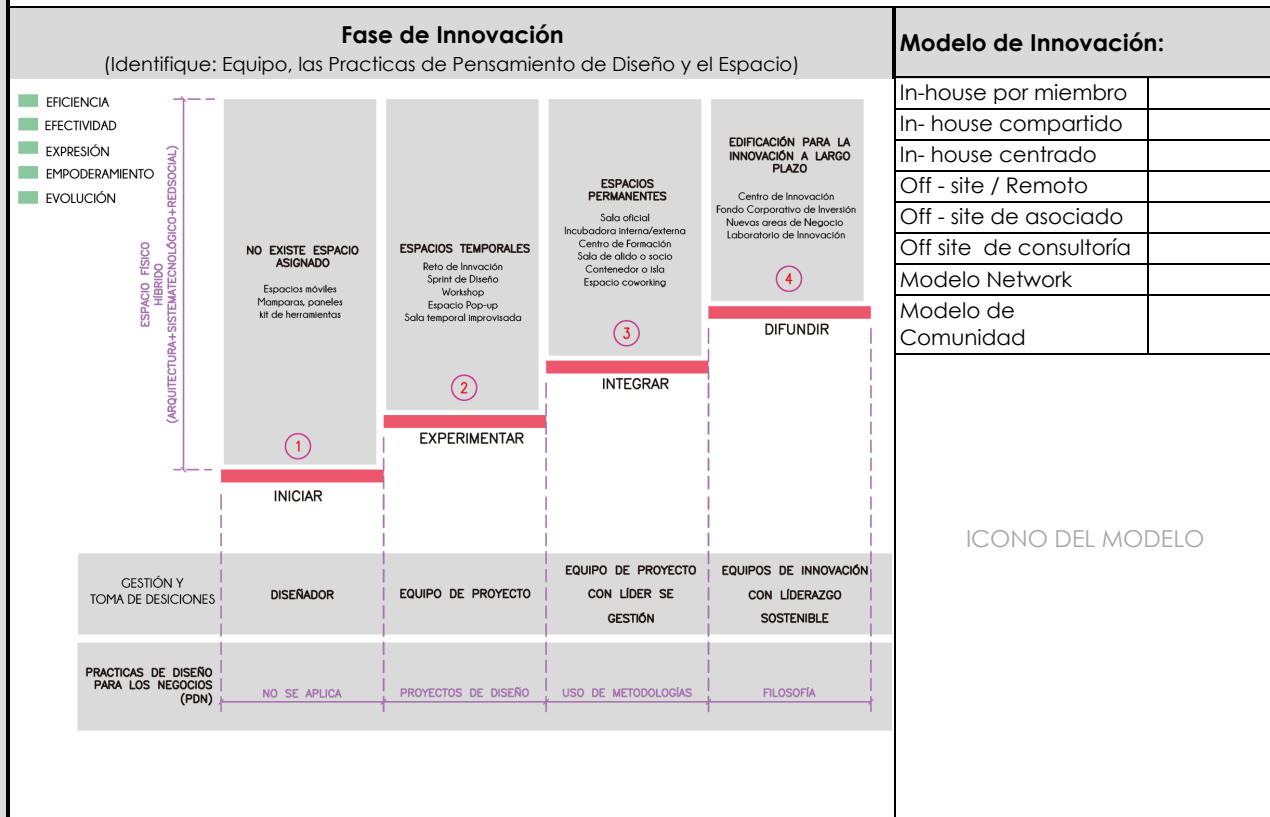 Fase de Innovación
(Identifique: Equipo, las Practicas de Pensamiento de Diseño y el Espacio)
EFICIENCIA
EFECTIVIDAD
EXPRESIÓN
EMPODERAMIENTO
EVOLUCIÓN
ESPACIO FÍSICO
HÍBRIDO
(ARQUITECTURA+SISTEMATECNOLÓGICO+REDSOCIAL)
NO EXISTE ESPACIO
ASIGNADO
Espacios móviles
Mamparas, paneles
kit de herramientas
1
INICIAR
ESPACIOS TEMPORALES
Reto de Innvación
Sprint de Diseño
Workshop
Espacio Pop-up
Sala temporal improvisada
2
EXPERIMENTAR
ESPACIOS
PERMANENTES
Sala oficial
Incubadora interna/externa
Centro de Formación
Sala de alido o socio
Contenedor o isla
Espacio coworking
3
INTEGRAR
EDIFICACIÓN PARA LA
INNOVACIÓN A LARGO
PLAZO
Centro de Innovación
Fondo Corporativo de Inversión
Nuevas areas de Negocio
Laboratorio de Innovación
4
DIFUNDIR
GESTIÓN Y
TOMA DE DESICIONES
DISEÑADOR
EQUIPO DE PROYECTO
EQUIPO DE PROYECTO
CON LÍDER SE
GESTIÓN
EQUIPOS DE INNOVACIÓN
CON LÍDERAZGO
SOSTENIBLE
PRACTICAS DE DISEÑO
PARA LOS NEGOCIOS
(PDN)
NO SE APLICA
PROYECTOS DE DISEÑO
USO DE METODOLOGÍAS
FILOSOFÍA
Modelo de Innovación:
In-house por miembro
In- house compartido
In- house centrado
Off - site / Remoto
Off - site de asociado
Off site  de consultoría
Modelo Network
Modelo de
Comunidad
ICONO DEL MODELO